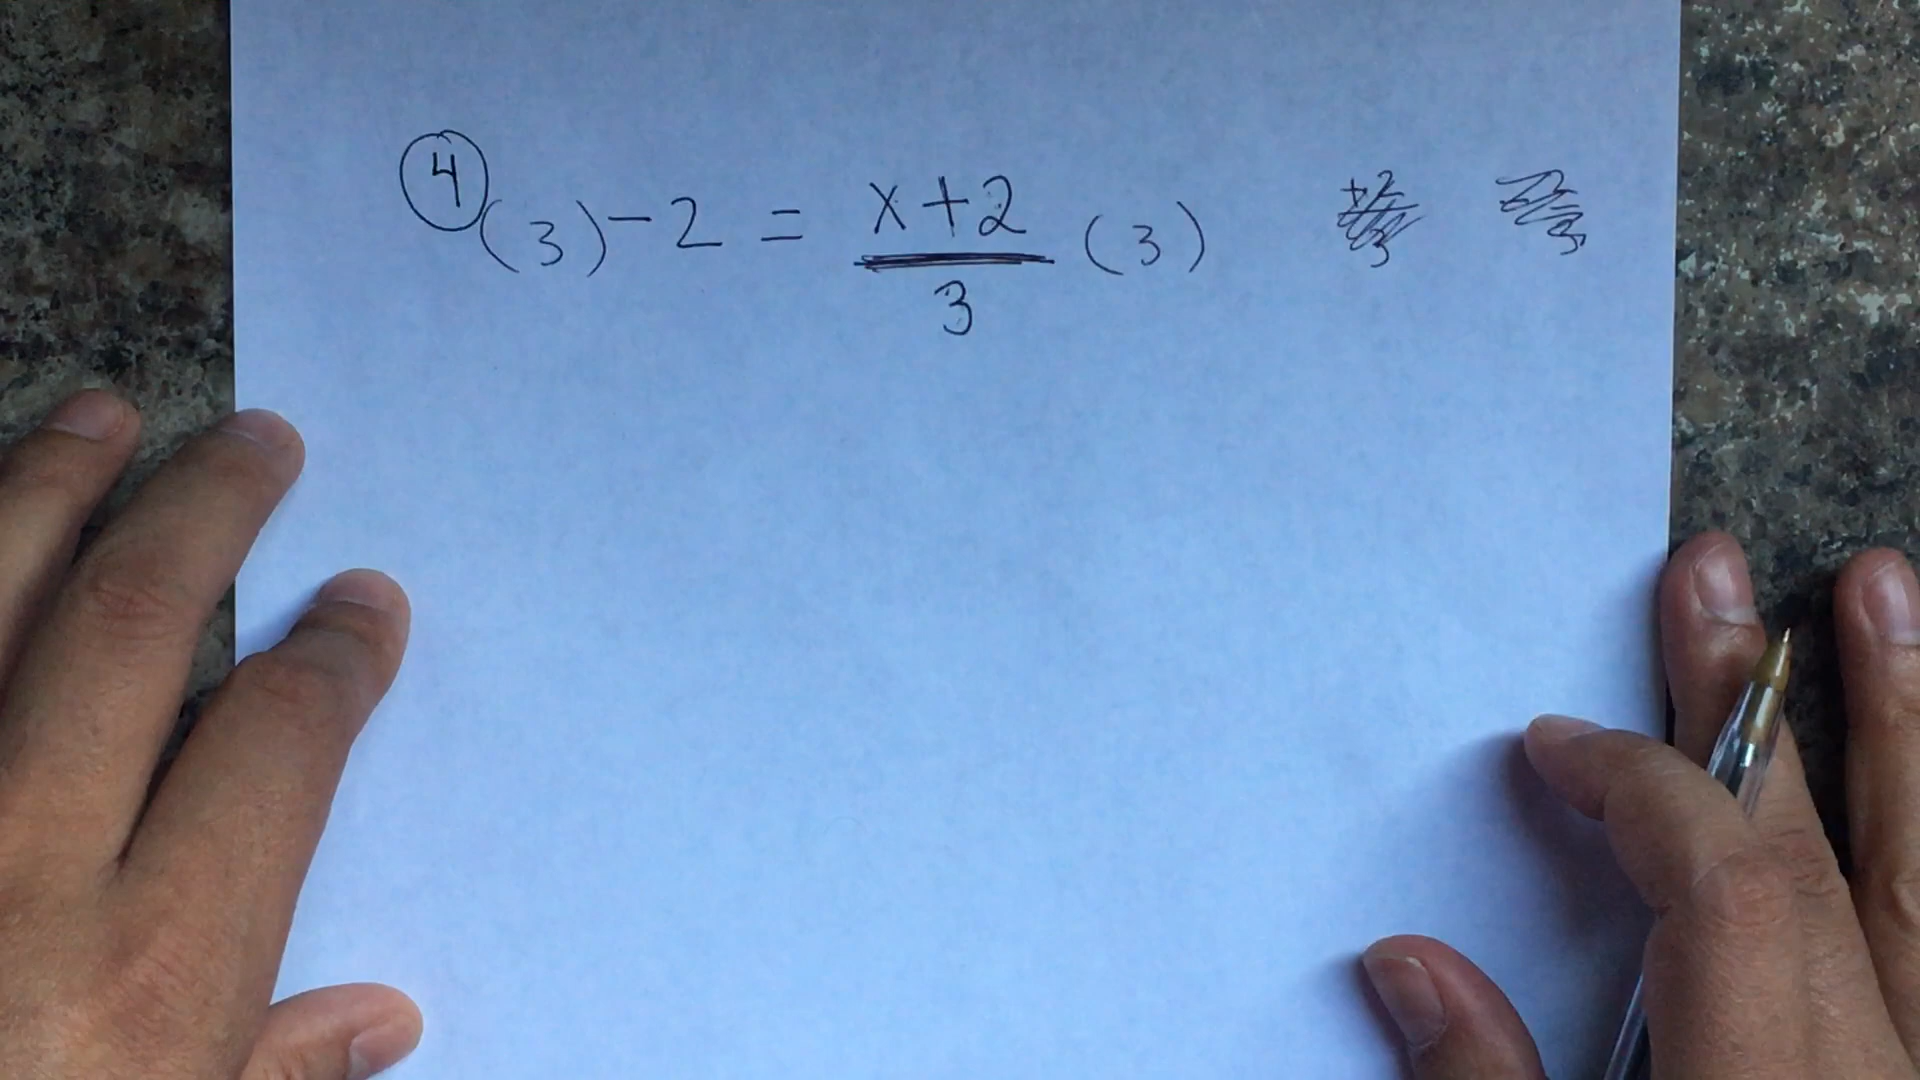 4 (3) - 2 = x + 2 (3)
3